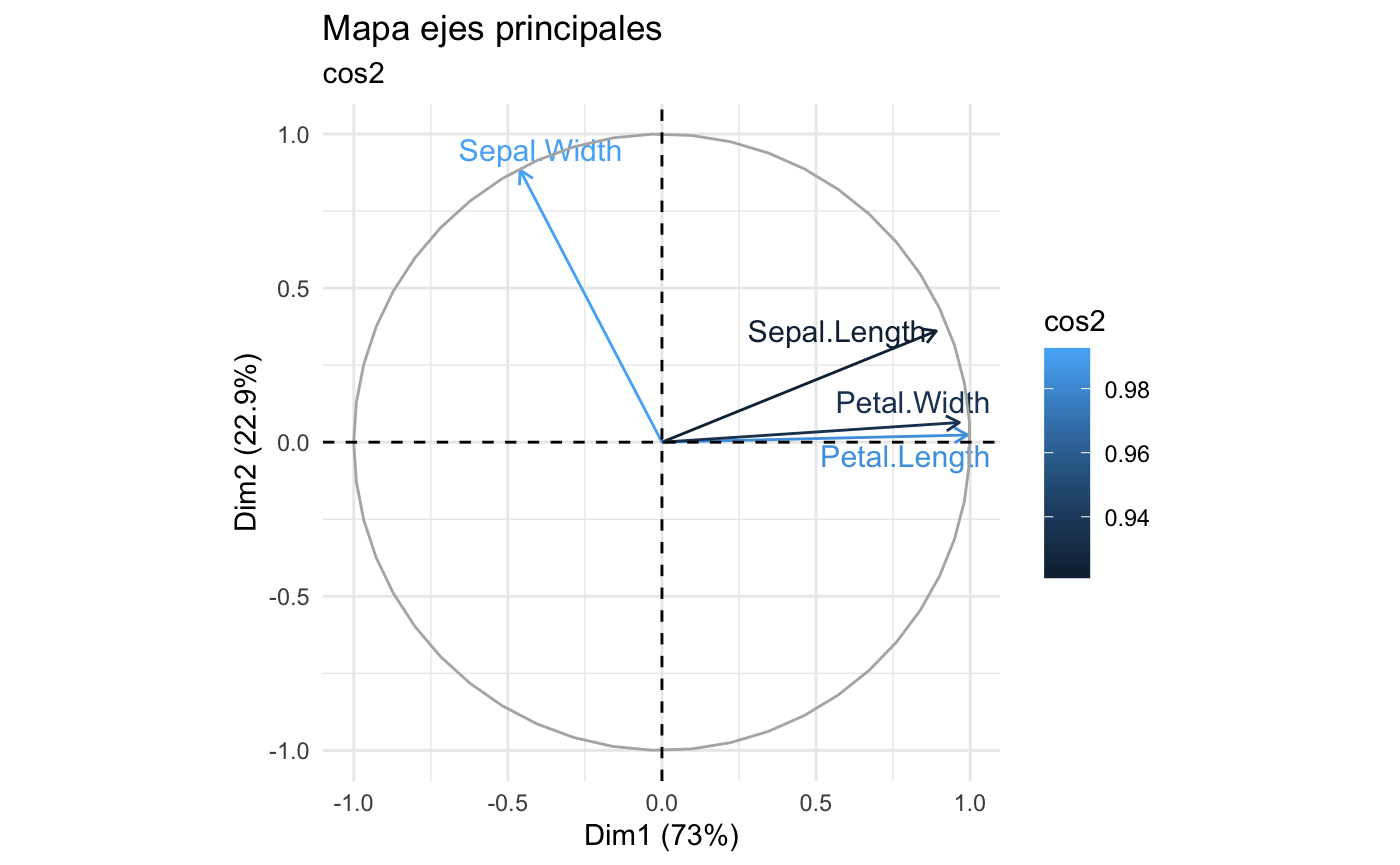 Mapa ejes principales
cos2
1.0
0.5
0.0
-0.5
-1.0
Dim2 (22.9%)
Sepal.Width
Sepal.Length
Petal.Width
Petal.Length
-1.0
-0.5
0.0
0.5
1.0
Dim1 (73%)
cos2
0.98
0.96
0.94